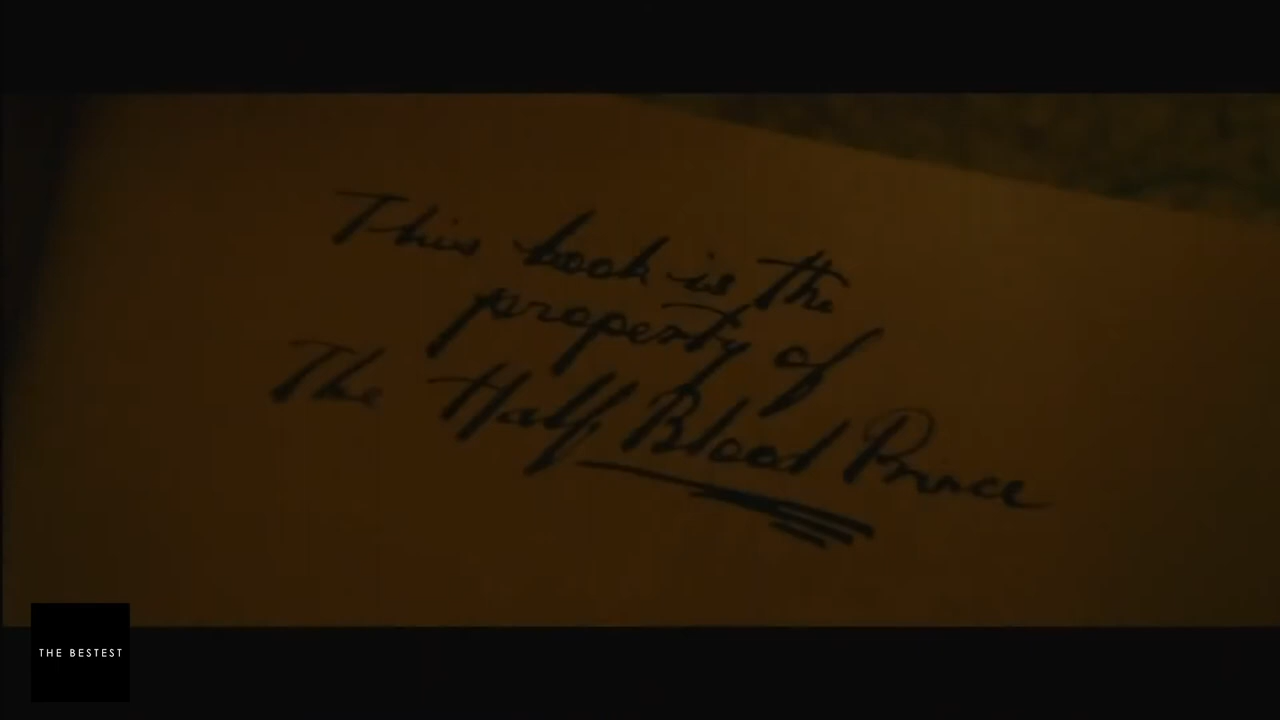 This book is the
property of
The Half Blood Prince
THE BESTEST